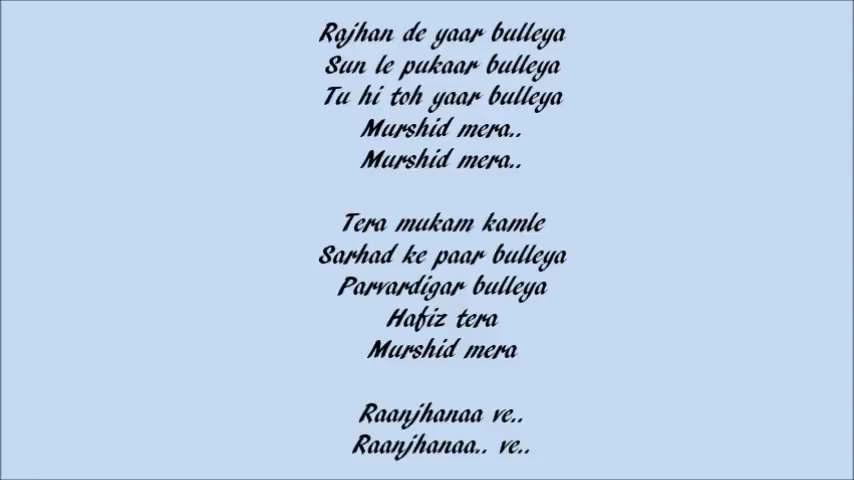 Rajhan de yaar bulleya
Sun le pukaar bulleya
Tu hi toh yaar bulleya
Murshid mera..
Murshid mera..
Tera mukam kamle
Sarhad ke paar bulleya
Parvardigar bulleya
Hafiz tera
Murshid mera
Raanjhanaa ve..
Raanjhanaa.. ve..